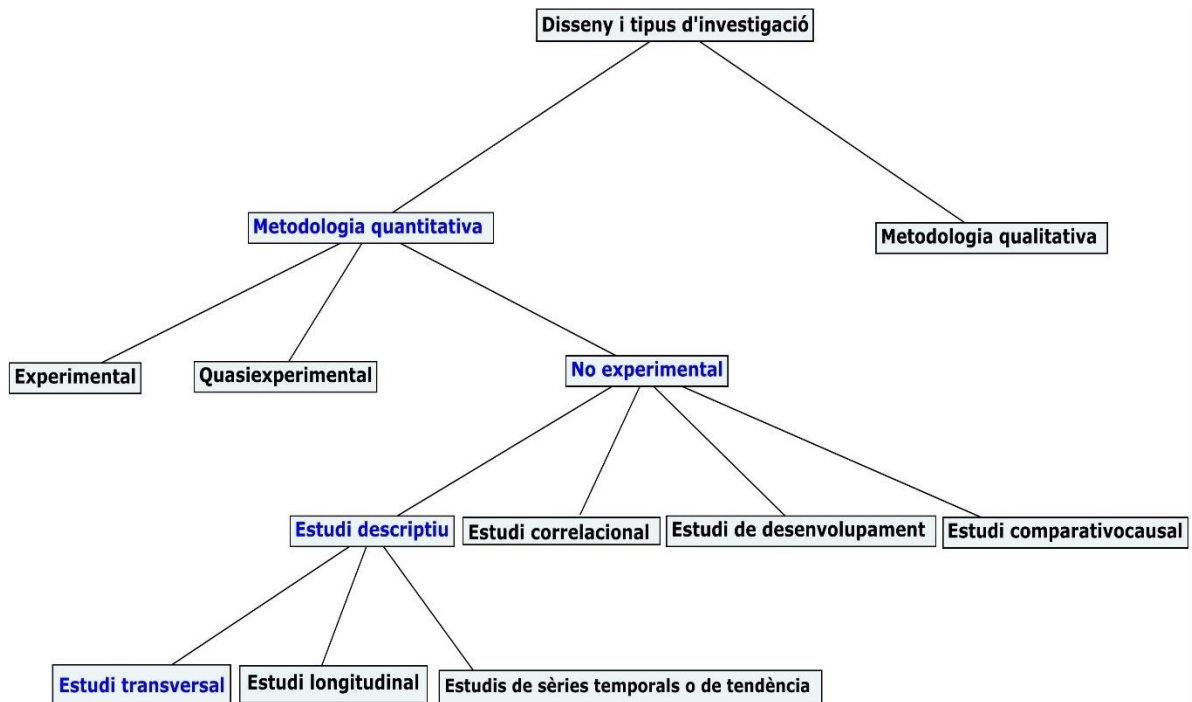 Disseny i tipus d'investigació
Metodologia quantitativa
Metodologia qualitativa
Experimental
Quasiexperimental
No experimental
Estudi descriptiu
Estudi correlacional
Estudi de desenvolupament
Estudi comparativocausal
Estudi transversal
Estudi longitudinal
Estudis de sèries temporals o de tendència